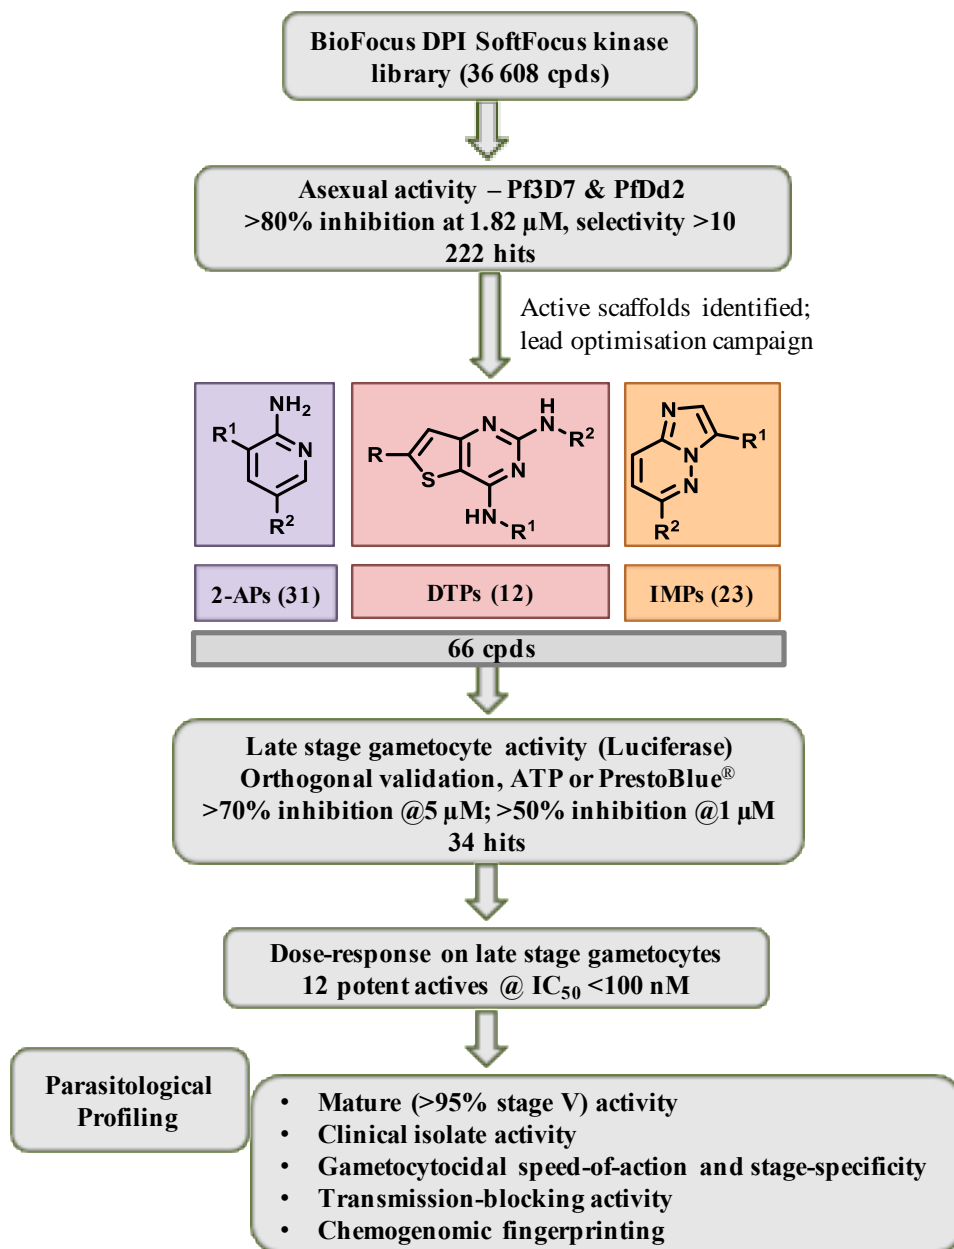 BioFocus DPI SoftFocus kinase
library (36 608 cpds)
Asexual activity – Pf3D7 & PfDd2
>80% inhibition at 1.82 µM, selectivity >10
222 hits
Active scaffolds identified;
lead optimisation campaign
NH₂
R¹
N
R²
N
H
N
R²
R
S
N
HN
R¹
N
R¹
N
N
R²
2-APs (31)
DTPs (12)
IMPs (23)
66 cpds
Late stage gametocyte activity (Luciferase)
Orthogonal validation, ATP or PrestoBlue®
>70% inhibition @5 µM; >50% inhibition @1 µM
34 hits
Dose-response on late stage gametocytes
12 potent actives @ IC₅₀ <100 nM
Parasitological
Profiling
• Mature (>95% stage V) activity
• Clinical isolate activity
• Gametocytocidal speed-of-action and stage-specificity
• Transmission-blocking activity
• Chemogenomic fingerprinting